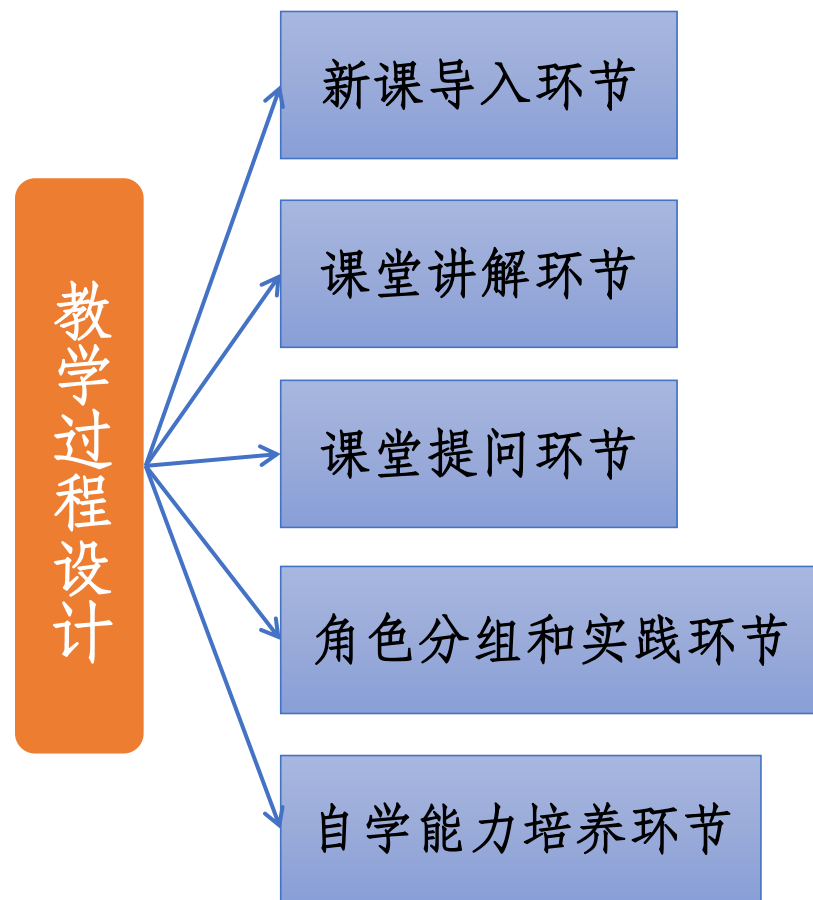 教学过程设计
新课导入环节
课堂讲解环节
课堂提问环节
角色分组和实践环节
自学能力培养环节